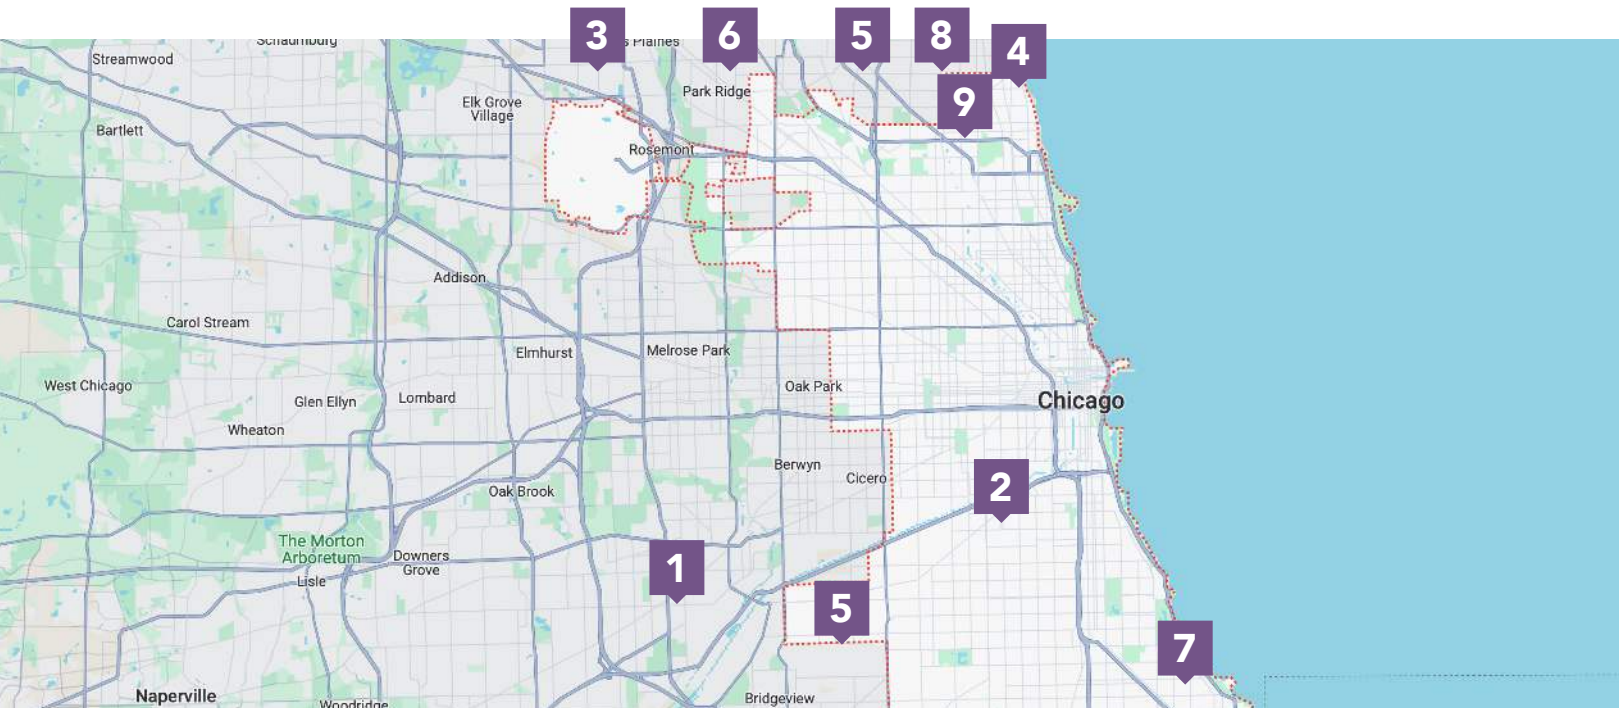 3
6
5
8
4
Schaumburg
s Plaines
Streamwood
Park Ridge
9
Elk Grove
Village
Bartlett
Rosemont
Addison
Carol Stream
Elmhurst
Melrose Park
West Chicago
Oak Park
Glen Ellyn
Lombard
Chicago
Wheaton
Berwyn
Cicero
2
Oak Brook
The Morton
Arboretum
Downers
Grove
1
Lisle
5
7
Naperville
Bridgeview
Woodridge